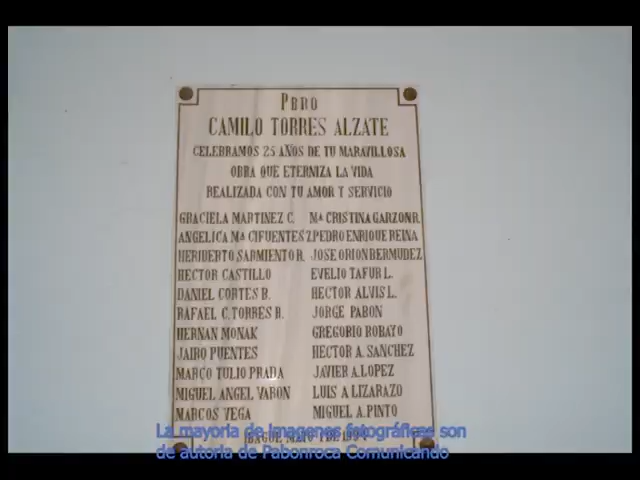 PBRO
CAMILO TORRES ALZATE
CELEBRAMOS 25 AÑOS DE TU MARAVILLOSA
OBRA QUE ETERNIZA LA VIDA
REALIZADA CON TU AMOR Y SERVICIO
GRACIELA MARTINEZ C. Mª CRISTINA GARZON R.
ANGELICA Mª CIFUENTES Z. PEDRO ENRIQUE REINA
HERIBERTO SARMIENTO R. JOSE ORION BERMUDEZ
HECTOR CASTILLO EVELIO TAFUR L.
DANIEL CORTES B. HECTOR ALVIS L.
RAFAEL C. TORRES R. JORGE PABON
HERNAN MONAK GREGORIO ROBAYO
JAIRO PUENTES HECTOR A. SANCHEZ
MARCO TULIO PRADA JAVIER A. LOPEZ
MIGUEL ANGEL VARON LUIS A LIZARAZO
MARCOS VEGA MIGUEL A. PINTO
IBAGUE MAYO DE
La mayoria de Imagenes fotográficas son
de autoria de Pabonroca Comunicando